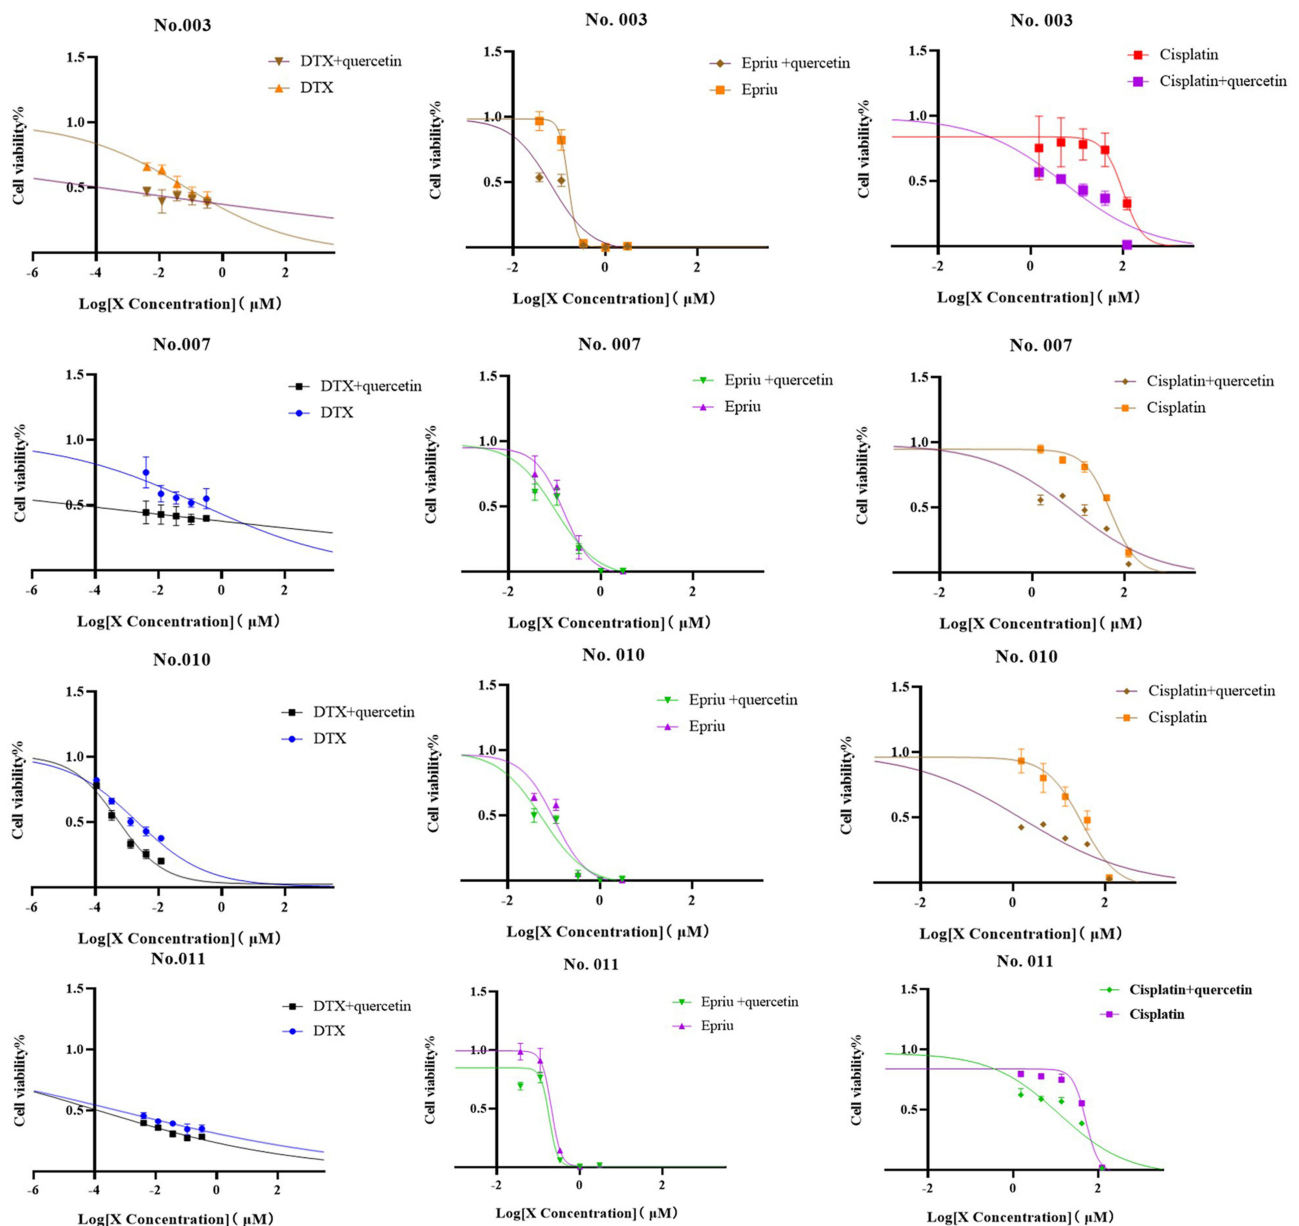 No.003
DTX+quercetin
DTX
1.5
1.0
0.5
Cell viability%
-6
-4
-2
0
2
Log[X Concentration]( μM)
No. 003
Epriu +quercetin
Epriu
1.5
1.0
0.5
Cell viability%
-2
0
2
Log[X Concentration]( μM)
No. 003
Cisplatin
Cisplatin+quercetin
1.5
1.0
0.5
Cell viability%
-2
0
2
Log[X Concentration]( μM)
No.007
DTX+quercetin
DTX
1.5
1.0
0.5
Cell viability%
-6
-4
-2
0
2
Log[X Concentration]( μM)
No. 007
Epriu +quercetin
Epriu
1.5
1.0
0.5
Cell viability%
-2
0
2
Log[X Concentration]( μM)
No. 007
Cisplatin+quercetin
Cisplatin
1.5
1.0
0.5
Cell viability%
-2
0
2
Log[X Concentration]( μM)
No.010
DTX+quercetin
DTX
1.5
1.0
0.5
Cell viability%
-6
-4
-2
0
2
Log[X Concentration]( μM)
No. 010
Epriu +quercetin
Epriu
1.5
1.0
0.5
Cell viability%
-2
0
2
Log[X Concentration]( μM)
No. 010
Cisplatin+quercetin
Cisplatin
1.5
1.0
0.5
Cell viability%
-2
0
2
Log[X Concentration]( μM)
No.011
DTX+quercetin
DTX
1.5
1.0
0.5
Cell viability%
-6
-4
-2
0
2
Log[X Concentration]( μM)
No. 011
Epriu +quercetin
Epriu
1.5
1.0
0.5
Cell viability%
-2
0
2
Log[X Concentration]( μM)
No. 011
Cisplatin+quercetin
Cisplatin
1.5
1.0
0.5
Cell viability%
-2
0
2
Log[X Concentration]( μM)